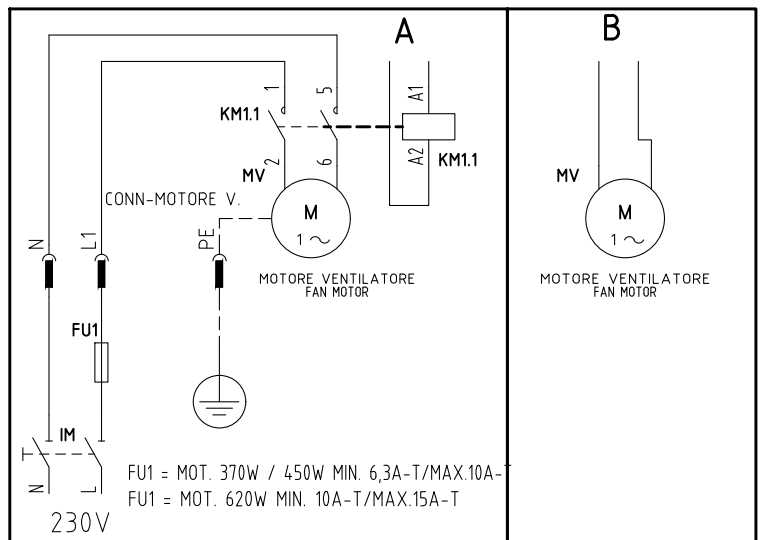 A
B
1
5
KM1.1
A1
A2
KM1.1
2
6
MV
CONN-MOTORE V.
M
1 ~
MOTORE VENTILATORE
FAN MOTOR
N
L1
PE
FU1
IM
N
L
230V
FU1 = MOT. 370W / 450W MIN. 6,3A-T/MAX.10A-T
FU1 = MOT. 620W MIN. 10A-T/MAX.15A-T
MV
M
1 ~
MOTORE VENTILATORE
FAN MOTOR